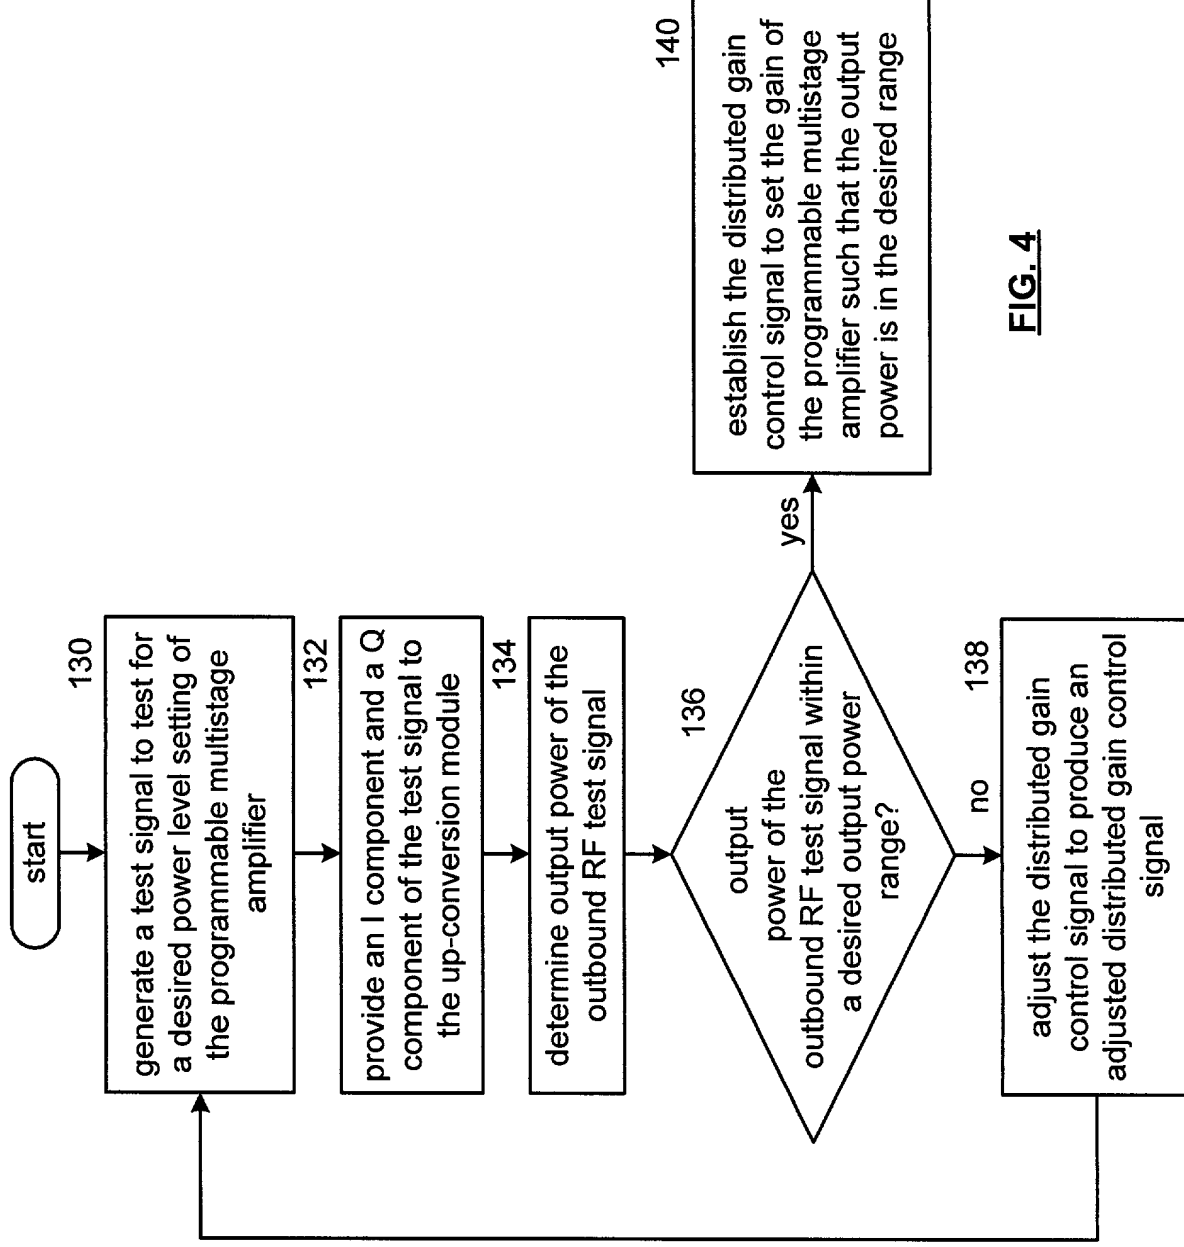 start
130
generate a test signal to test for
a desired power level setting of
the programmable multistage
amplifier
132
provide an I component and a Q
component of the test signal to
the up-conversion module
134
determine output power of the
outbound RF test signal
136
output
power of the
outbound RF test signal within
a desired output power
range?
yes
140
establish the distributed gain
control signal to set the gain of
the programmable multistage
amplifier such that the output
power is in the desired range
no
138
adjust the distributed gain
control signal to produce an
adjusted distributed gain control
signal
FIG. 4